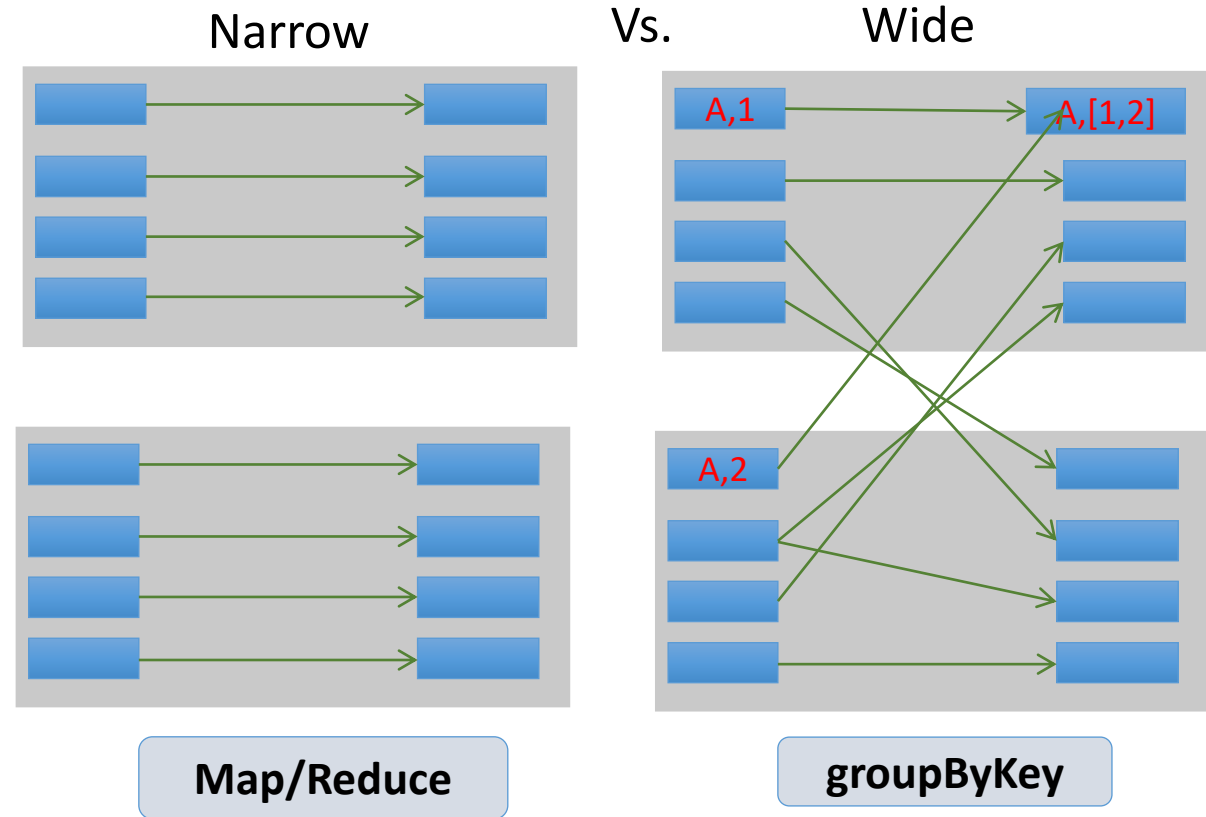 Narrow
Vs.
Wide
A,1
A,[1,2]
A,2
Map/Reduce
groupByKey